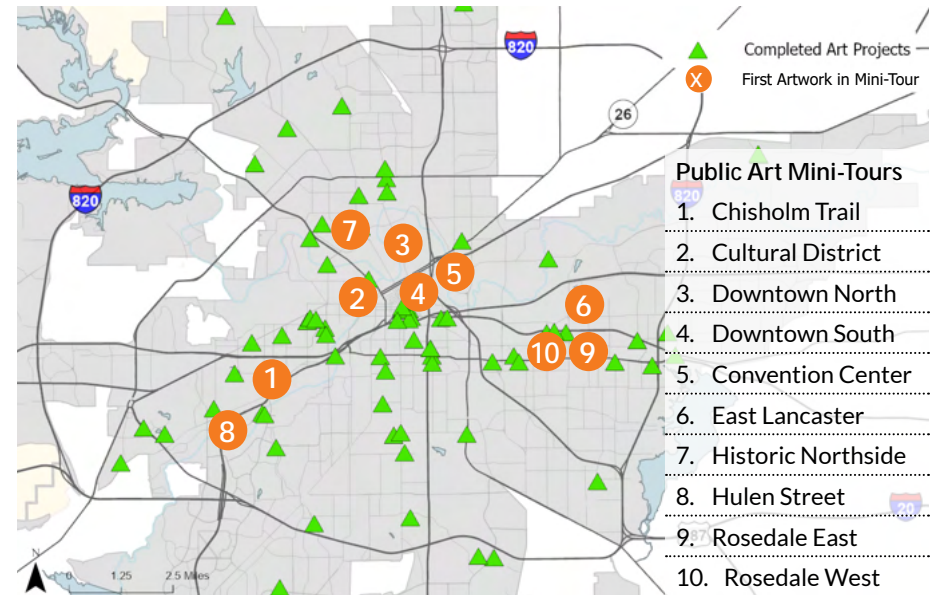 820
Completed Art Projects
X
First Artwork in Mini-Tour
26
820
820
Public Art Mini-Tours
1. Chisholm Trail
2. Cultural District
3. Downtown North
4. Downtown South
5. Convention Center
6. East Lancaster
7. Historic Northside
8. Hulen Street
9. Rosedale East
10. Rosedale West
7
3
5
2
4
6
10
9
1
8
20
N
0 1.25 2.5 Miles